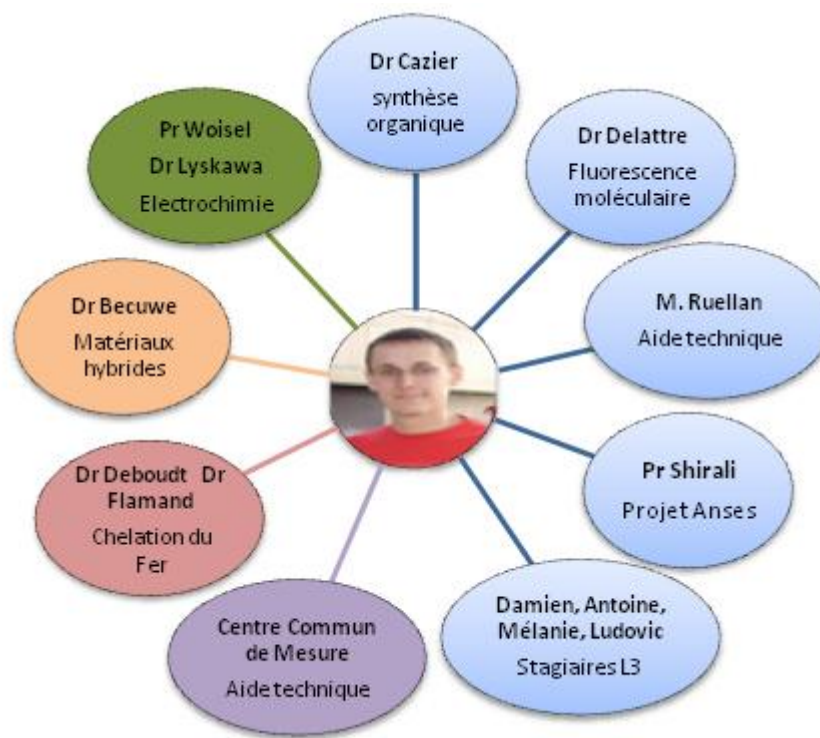 Dr Cazier
synthèse
organique
Dr Delattre
Fluorescence
moléculaire
M. Ruellan
Aide technique
Pr Shirali
Projet Anses
Damien, Antoine,
Mélanie, Ludovic
Stagiaires L3
Centre Commun
de Mesure
Aide technique
Dr Deboudt Dr
Flamand
Chelation du
Fer
Dr Becuwe
Matériaux
hybrides
Pr Woisel
Dr Lyskawa
Electrochimie